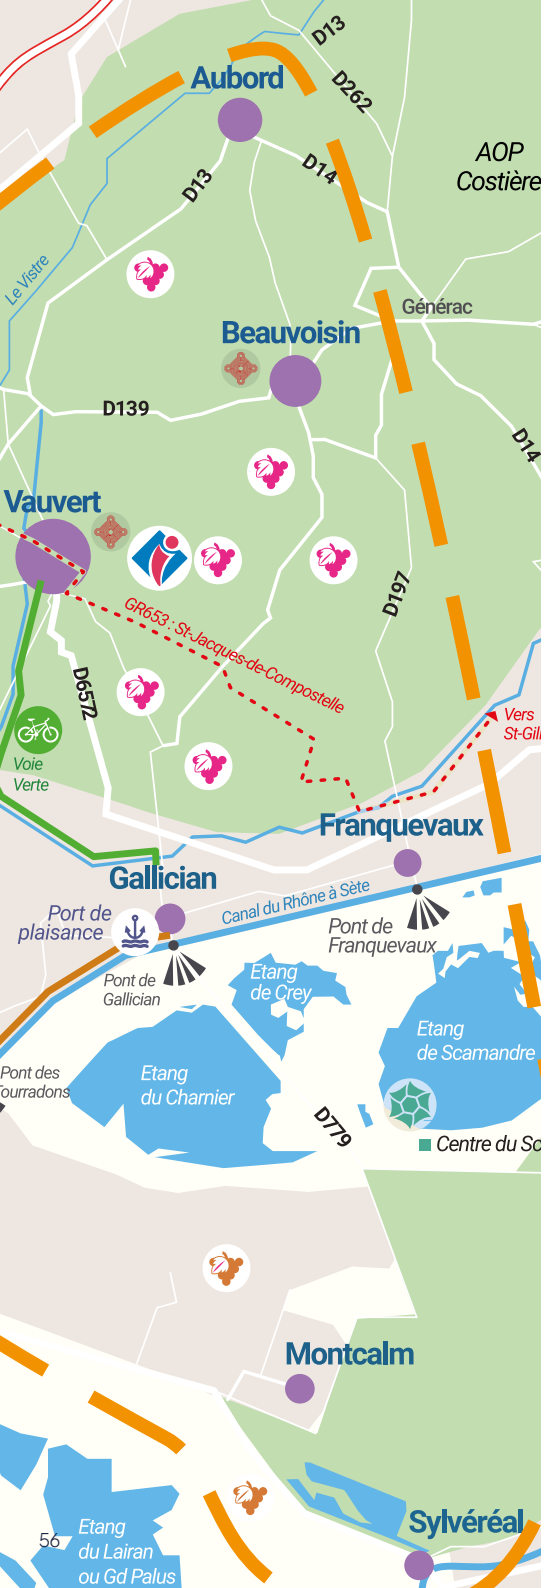 D13
Aubord
D262
AOP
Costière
D14
D13
Le Vistre
Générac
Beauvoisin
D139
D14
Vauvert
D197
GR653 : St-Jacques-de-Compostelle
D6572
Vers
St-Gill
Voie
Verte
Franquevaux
Gallician
Canal du Rhône à Sète
Port de
plaisance
Pont de
Franquevaux
Pont de
Gallician
Etang
de Crey
Etang
de Scamandre
Pont des
Tourradons
Etang
du Charnier
D779
Centre du Sc
Montcalm
Sylvéréal
56
Etang
du Lairan
ou Gd Palus